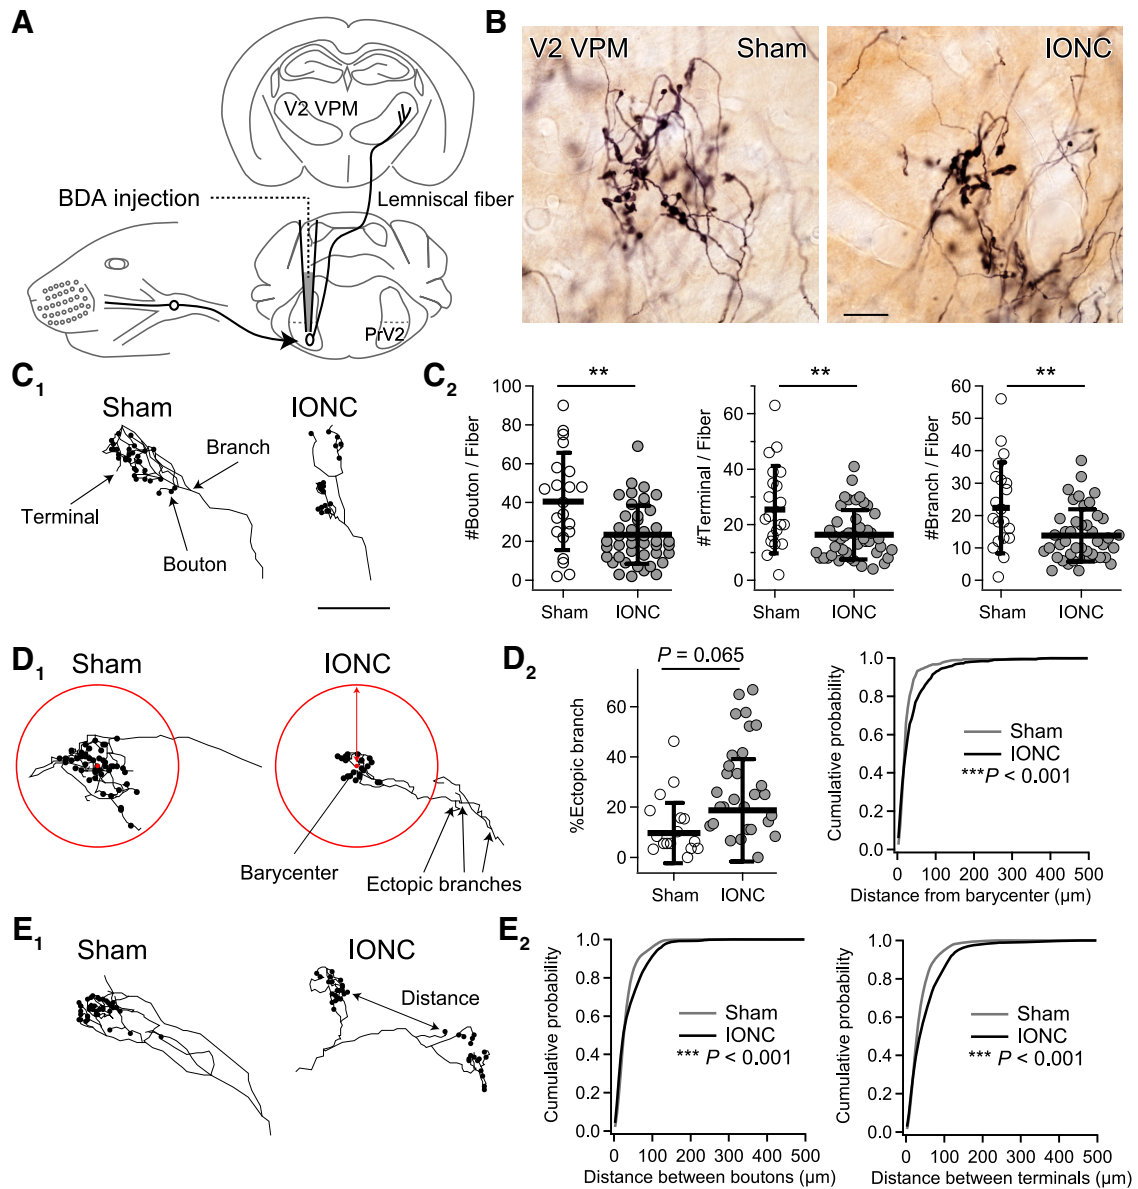 A
V2 VPM
BDA injection
Lemniscal fiber
PrV2
B
V2 VPM
Sham
IONC
C1
Sham
IONC
Branch
Terminal
Bouton
C2
**
#Bouton / Fiber
100
80
60
40
20
0
Sham
IONC
**
#Terminal / Fiber
60
40
20
0
Sham
IONC
**
#Branch / Fiber
60
50
40
30
20
10
0
Sham
IONC
D1
Sham
IONC
Barycenter
Ectopic branches
D2
P = 0.065
%Ectopic branch
60
40
20
0
Sham
IONC
Cumulative probability
1.0
0.8
0.6
0.4
0.2
0.0
Sham
IONC
***P < 0.001
0 100 200 300 400 500
Distance from barycenter (µm)
E1
Sham
IONC
Distance
E2
Cumulative probability
1.0
0.8
0.6
0.4
0.2
0.0
Sham
IONC
*** P < 0.001
0 100 200 300 400 500
Distance between boutons (µm)
Cumulative probability
1.0
0.8
0.6
0.4
0.2
0.0
Sham
IONC
*** P < 0.001
0 100 200 300 400 500
Distance between terminals (µm)